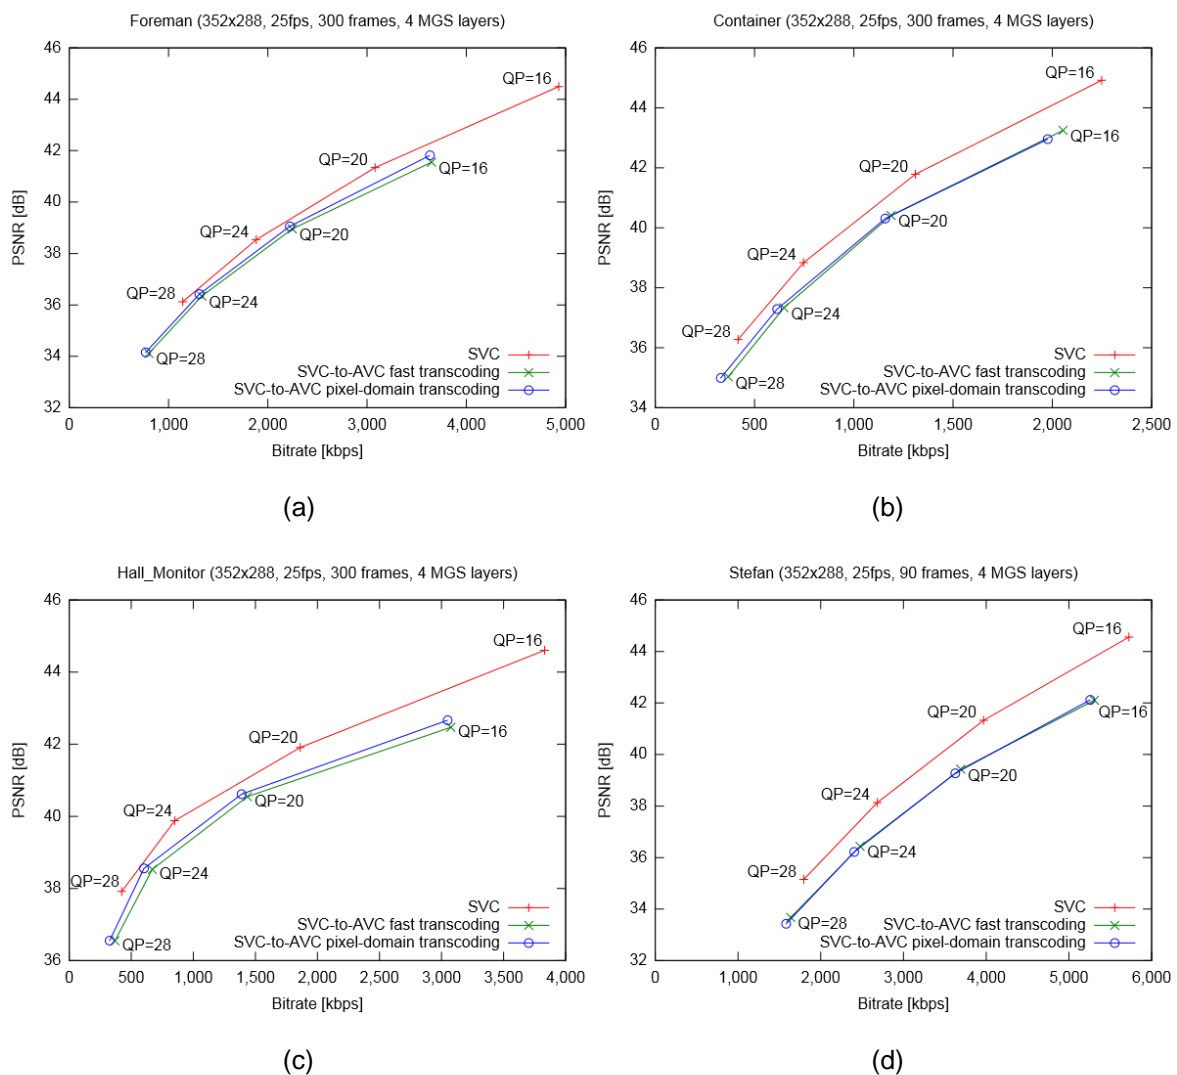 Foreman (352x288, 25fps, 300 frames, 4 MGS layers)
46
44
42
40
38
36
34
32
PSNR [dB]
QP=16
QP=20
QP=24
QP=28
QP=16
QP=20
QP=24
QP=28
SVC
SVC-to-AVC fast transcoding
SVC-to-AVC pixel-domain transcoding
0 1,000 2,000 3,000 4,000 5,000
Bitrate [kbps]
(a)
Container (352x288, 25fps, 300 frames, 4 MGS layers)
46
44
42
40
38
36
34
PSNR [dB]
QP=16
QP=20
QP=24
QP=28
QP=16
QP=20
QP=24
QP=28
SVC
SVC-to-AVC fast transcoding
SVC-to-AVC pixel-domain transcoding
0 500 1,000 1,500 2,000 2,500
Bitrate [kbps]
(b)
Hall_Monitor (352x288, 25fps, 300 frames, 4 MGS layers)
46
44
42
40
38
36
PSNR [dB]
QP=16
QP=20
QP=24
QP=28
QP=16
QP=20
QP=24
QP=28
SVC
SVC-to-AVC fast transcoding
SVC-to-AVC pixel-domain transcoding
0 500 1,000 1,500 2,000 2,500 3,000 3,500 4,000
Bitrate [kbps]
(c)
Stefan (352x288, 25fps, 90 frames, 4 MGS layers)
46
44
42
40
38
36
34
32
PSNR [dB]
QP=16
QP=20
QP=24
QP=28
QP=16
QP=20
QP=24
QP=28
SVC
SVC-to-AVC fast transcoding
SVC-to-AVC pixel-domain transcoding
0 1,000 2,000 3,000 4,000 5,000 6,000
Bitrate [kbps]
(d)